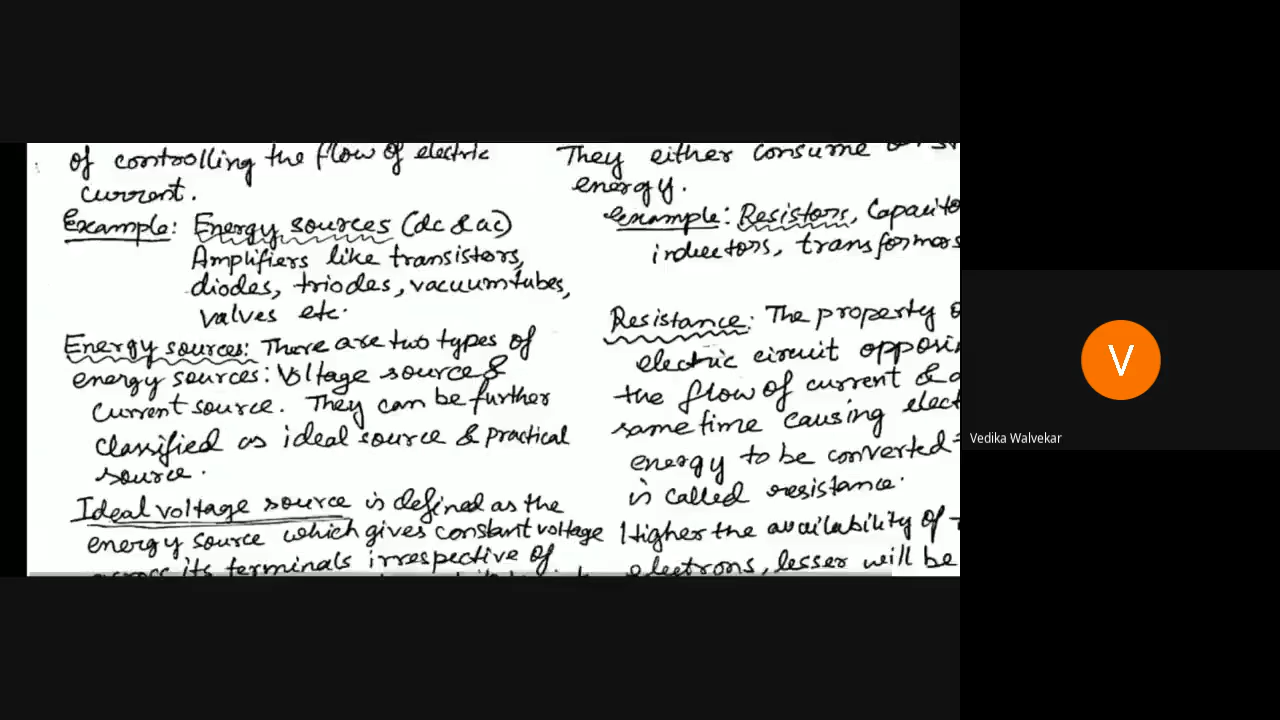 of controlling the flow of electric
current.
Example: Energy sources (dc & ac)
Amplifiers like transistors,
diodes, triodes, vacuum tubes,
valves etc.
Energy sources: There are two types of
energy sources: Voltage source &
Current source. They can be further
classified as ideal source & practical
source.
Ideal voltage source is defined as the
energy source which gives constant voltage
across its terminals irrespective of
They either consume
energy.
Example: Resistors, Capacito
inductors, transformers
Resistance: The property o
electric circuit opposin
the flow of current &
same time causing elect
energy to be converted
is called resistance.
Higher the availability of
electrons, lesser will be
V
Vedika Walvekar